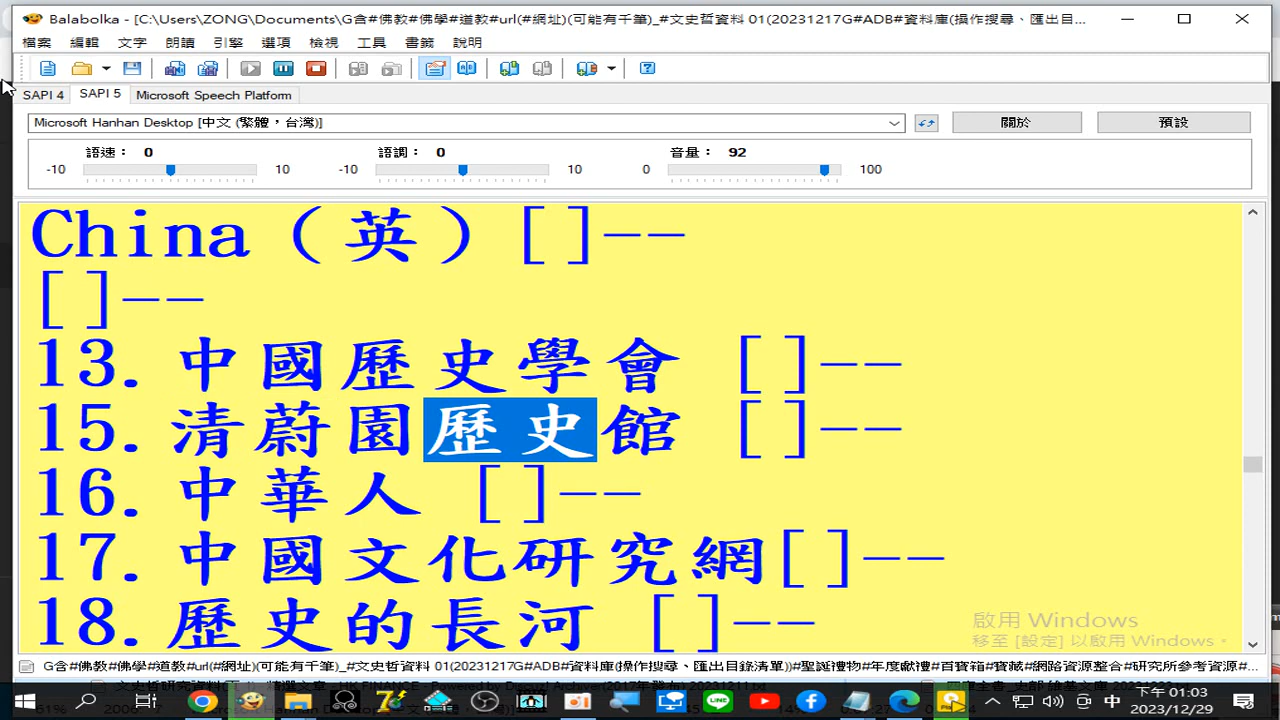 Balabolka - [C:\Users\ZONG\Documents\G含#佛教#佛學#道教#url(#網址)(可能有千筆)_#文史哲資料 01(20231217G#ADB#資料庫(操作搜尋、匯出目...
檔案 編輯 文字 朗讀 引擎 選項 檢視 工具 書籤 說明
SAPI 4 SAPI 5 Microsoft Speech Platform
Microsoft Hanhan Desktop [中文 (繁體，台灣)] 關於 預設
語速： 0 語調： 0 音量： 92
-10 10 -10 10 0 100
China（英）[]--
[]--
13. 中國歷史學會 []--
15. 清蔚園歷史館 []--
16. 中華人 []--
17. 中國文化研究網[]--
18. 歷史的長河 []--
啟用 Windows
移至 [設定] 以啟用 Windows。
G含#佛教#佛學#道教#url(#網址)(可能有千筆)_#文史哲資料 01(20231217G#ADB#資料庫(操作搜尋、匯出目錄清單)#聖誕禮物#年度獻禮#百寶箱#寶藏#網路資源整合#研究所參考資源#...
中 下午 01:03
2023/12/29